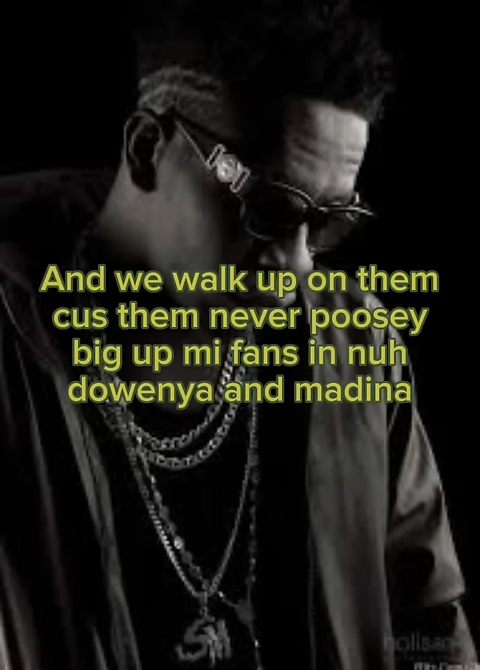 And we walk up on them
cus them never poosey
big up mi fans in nuh
dowenya and madina
SM